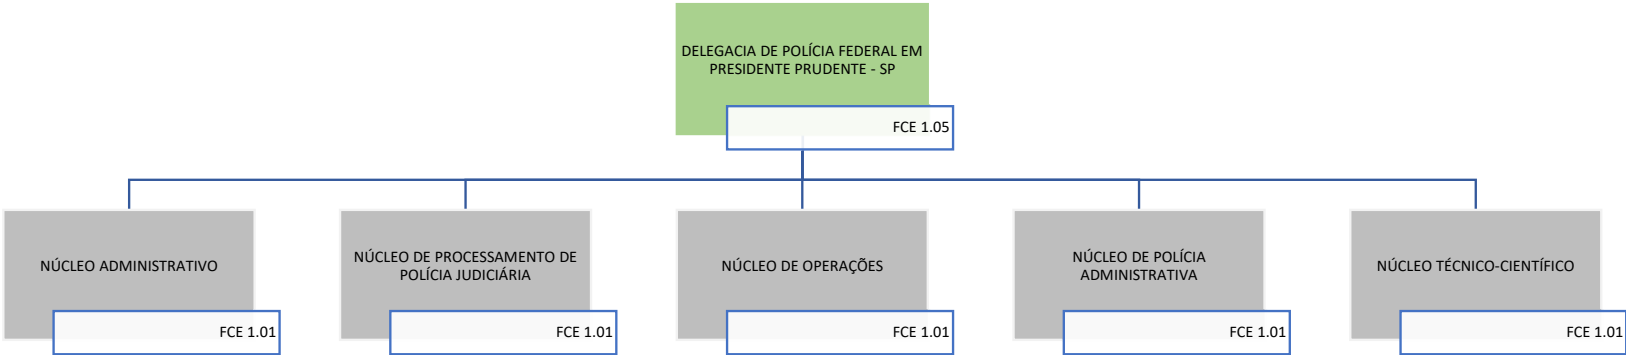 DELEGACIA DE POLÍCIA FEDERAL EM
PRESIDENTE PRUDENTE - SP
FCE 1.05
NÚCLEO ADMINISTRATIVO
FCE 1.01
NÚCLEO DE PROCESSAMENTO DE
POLÍCIA JUDICIÁRIA
FCE 1.01
NÚCLEO DE OPERAÇÕES
FCE 1.01
NÚCLEO DE POLÍCIA
ADMINISTRATIVA
FCE 1.01
NÚCLEO TÉCNICO-CIENTÍFICO
FCE 1.01